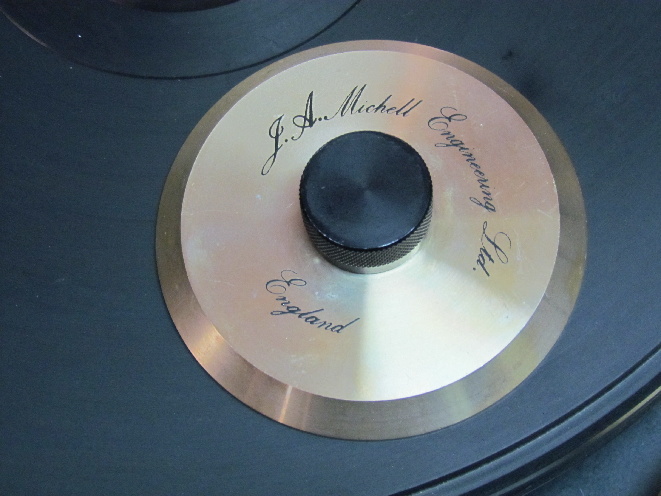 J.A. Michell Engineering Ltd.
England